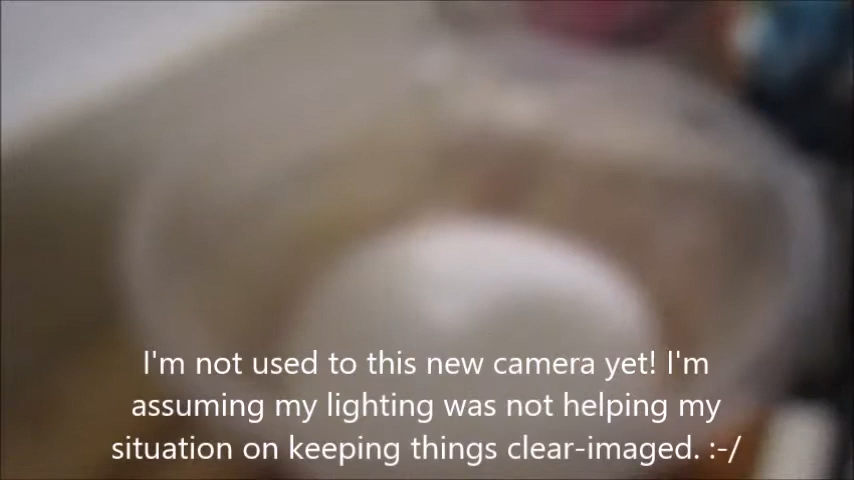 I'm not used to this new camera yet! I'm
assuming my lighting was not helping my
situation on keeping things clear-imaged. :-/